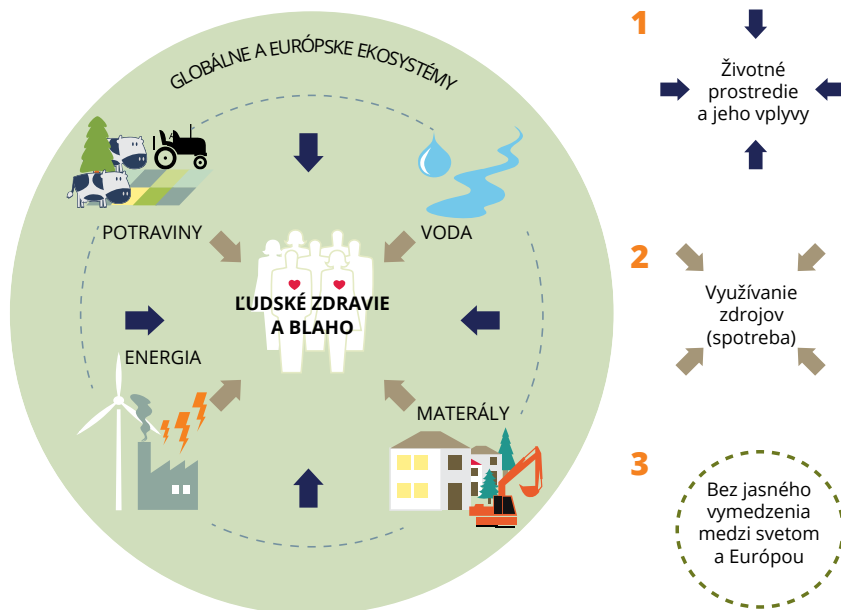 GLOBÁLNE A EURÓPSKE EKOSYSTÉMY
POTRAVINY
VODA
ĽUDSKÉ ZDRAVIE
A BLAHO
ENERGIA
MATERÁLY
1
Životné
prostredie
a jeho vplyvy
2
Využívanie
zdrojov
(spotreba)
3
Bez jasného
vymedzenia
medzi svetom
a Európou